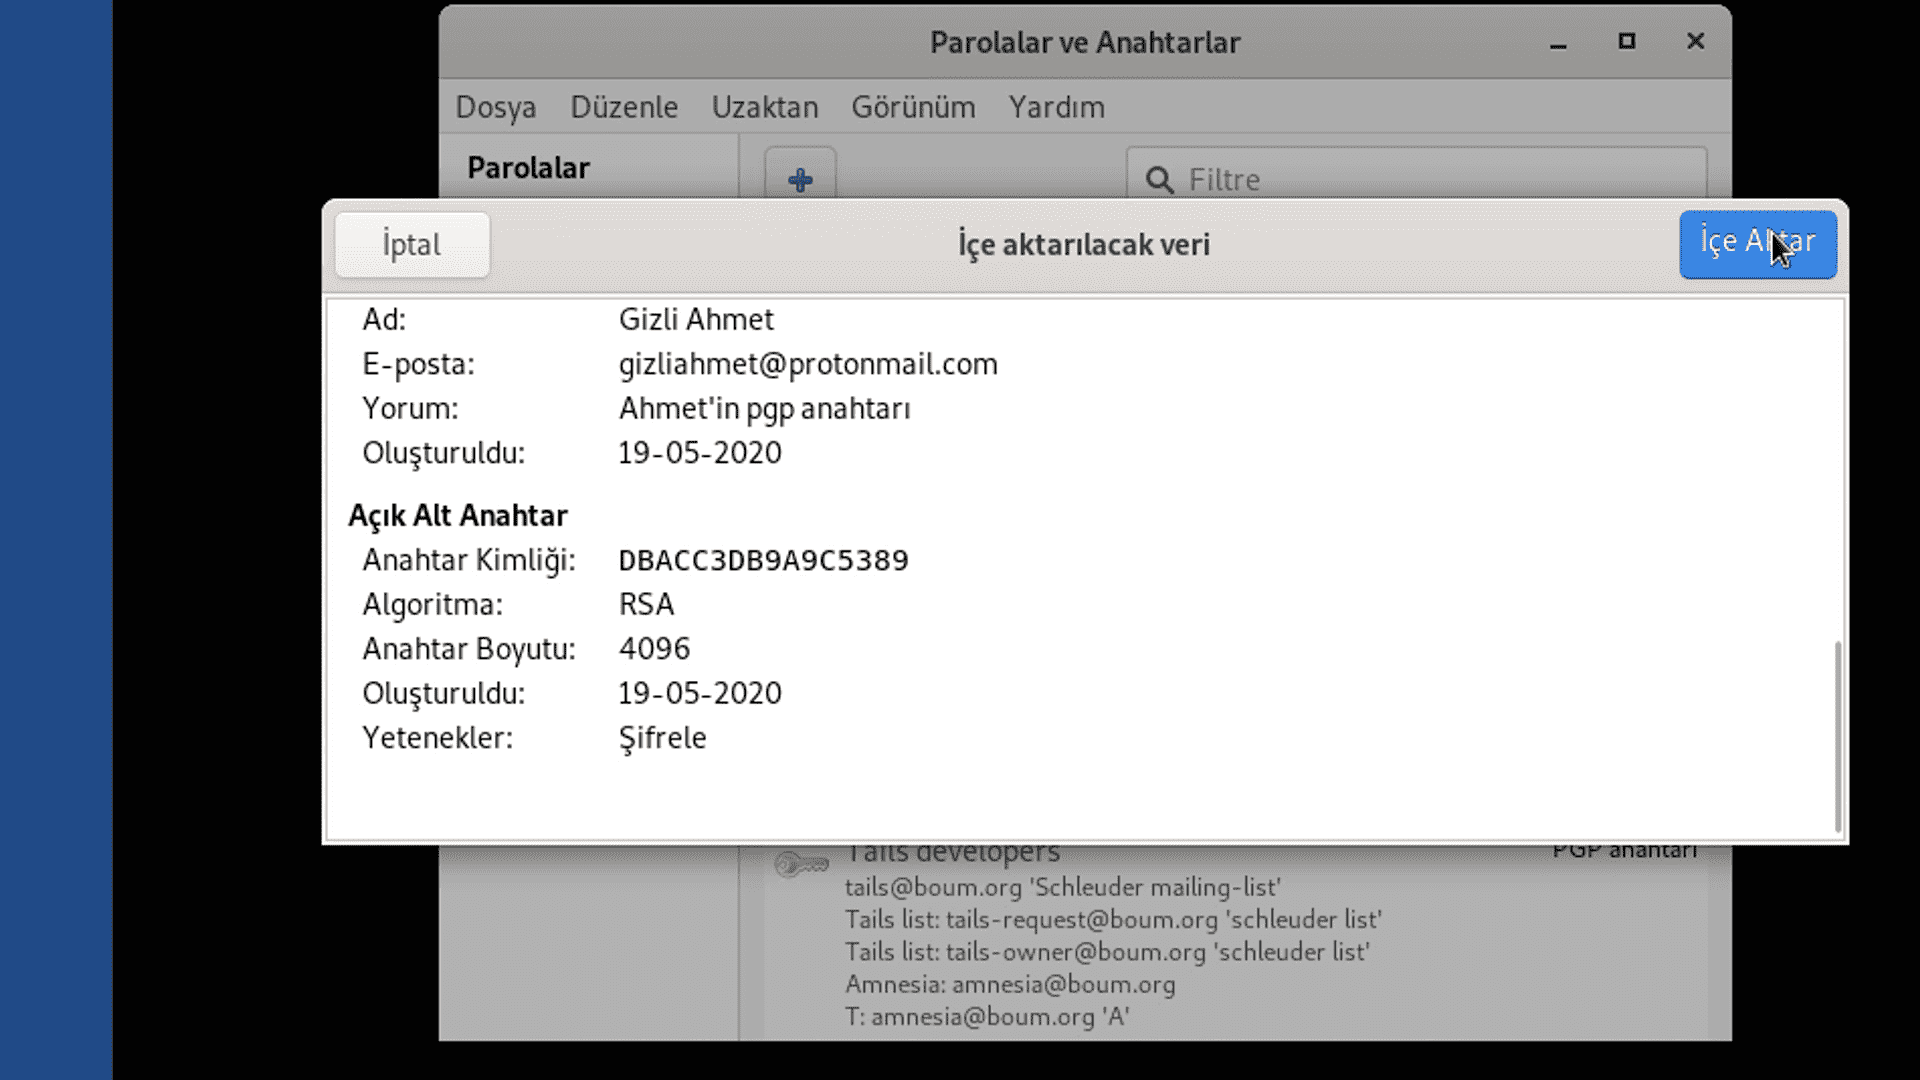 Parolalar ve Anahtarlar
Dosya Düzenle Uzaktan Görünüm Yardım
Parolalar
Filtre
İptal
İçe aktarılacak veri
İçe Aktar
Ad: Gizli Ahmet
E-posta: gizliahmet@protonmail.com
Yorum: Ahmet'in pgp anahtarı
Oluşturuldu: 19-05-2020
Açık Alt Anahtar
Anahtar Kimliği: DBACC3DB9A9C5389
Algoritma: RSA
Anahtar Boyutu: 4096
Oluşturuldu: 19-05-2020
Yetenekler: Şifrele
Tails developers
PGP anahtarı
tails@boum.org 'Schleuder mailing-list'
Tails list: tails-request@boum.org 'schleuder list'
Tails list: tails-owner@boum.org 'schleuder list'
Amnesia: amnesia@boum.org
T: amnesia@boum.org 'A'